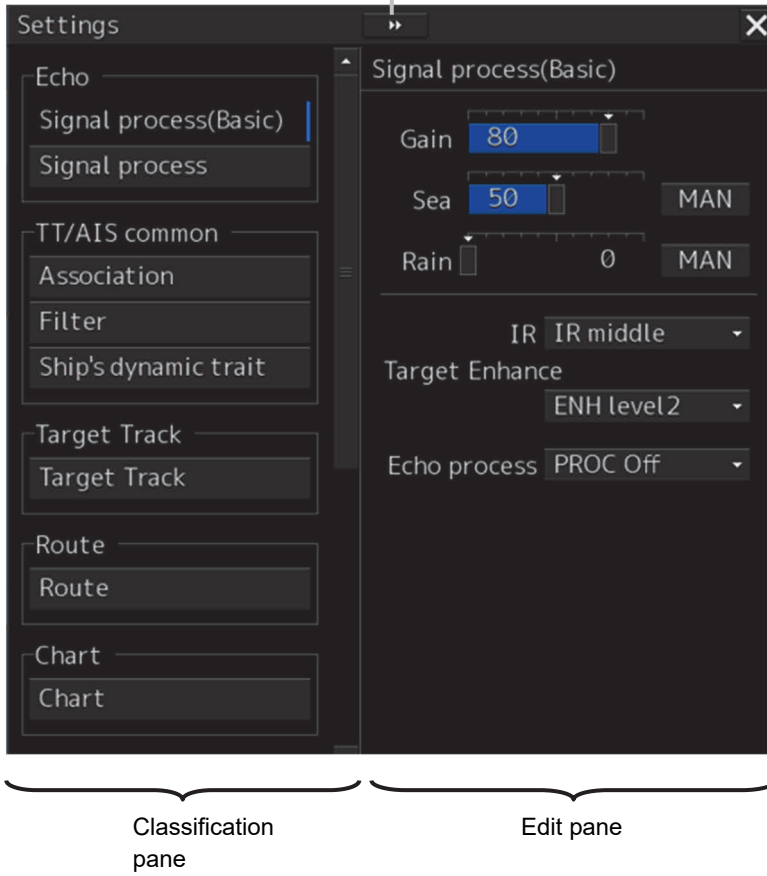 Settings
Echo
Signal process(Basic)
Signal process
TT/AIS common
Association
Filter
Ship's dynamic trait
Target Track
Target Track
Route
Route
Chart
Chart
Signal process(Basic)
Gain 80
Sea 50 MAN
Rain 0 MAN
IR IR middle
Target Enhance
ENH level2
Echo process PROC Off
Classification
pane
Edit pane